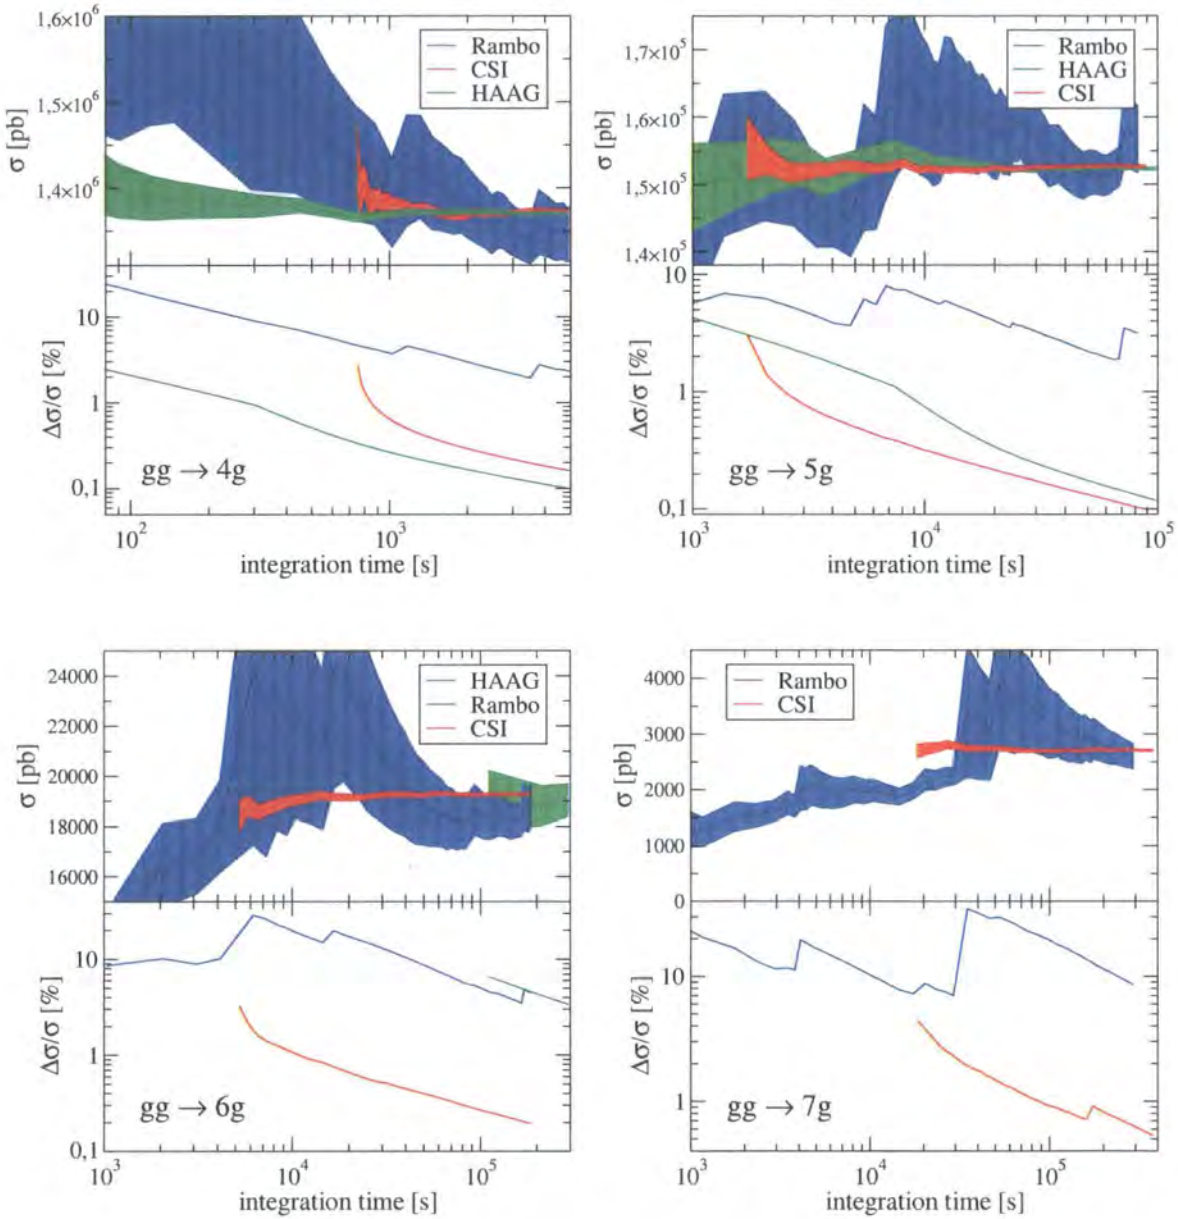 1,6×10⁶
1,5×10⁶
1,4×10⁶
σ [pb]
Rambo
CSI
HAAG
10
1
0,1
Δσ/σ [%]
gg → 4g
10² 10³
integration time [s]
1,7×10⁵
1,6×10⁵
1,5×10⁵
1,4×10⁵
σ [pb]
Rambo
HAAG
CSI
10
1
0,1
Δσ/σ [%]
gg → 5g
10³ 10⁴ 10⁵
integration time [s]
24000
22000
20000
18000
16000
σ [pb]
HAAG
Rambo
CSI
10
1
0,1
Δσ/σ [%]
gg → 6g
10³ 10⁴ 10⁵
integration time [s]
4000
3000
2000
1000
0
σ [pb]
Rambo
CSI
10
1
Δσ/σ [%]
gg → 7g
10³ 10⁴ 10⁵
integration time [s]